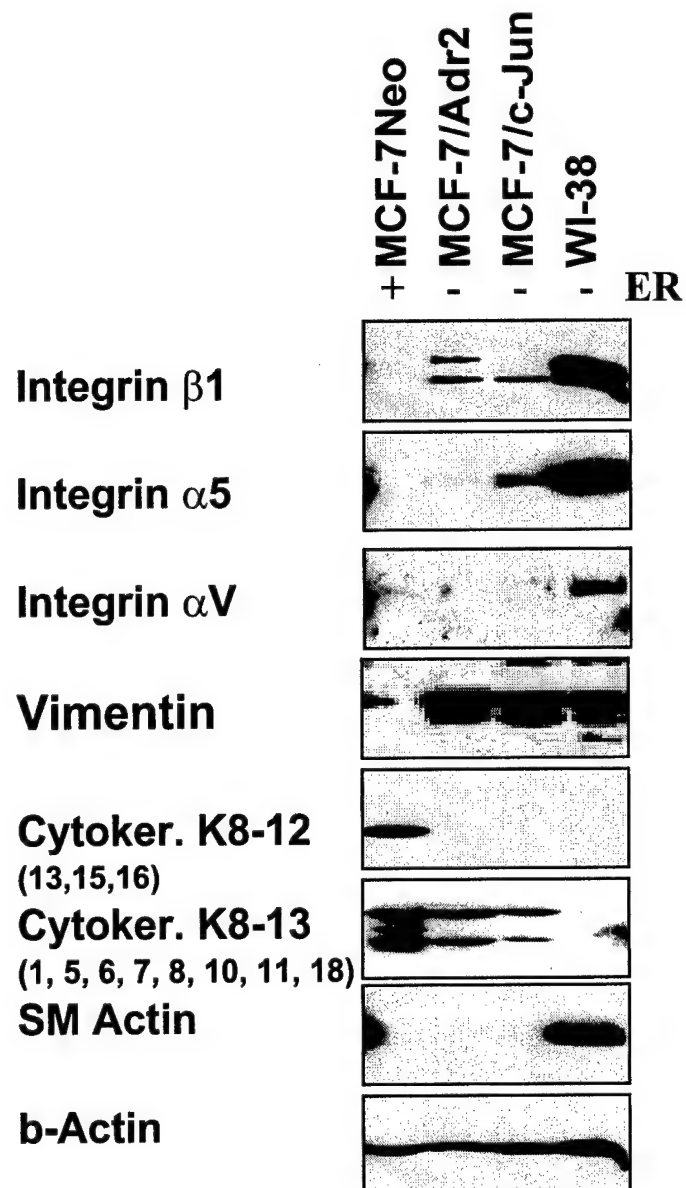 MCF-7Neo
MCF-7/Adr2
MCF-7/c-Jun
WI-38
+ - - - ER
Integrin β1
Integrin α5
Integrin αV
Vimentin
Cytoker. K8-12
(13,15,16)
Cytoker. K8-13
(1, 5, 6, 7, 8, 10, 11, 18)
SM Actin
b-Actin